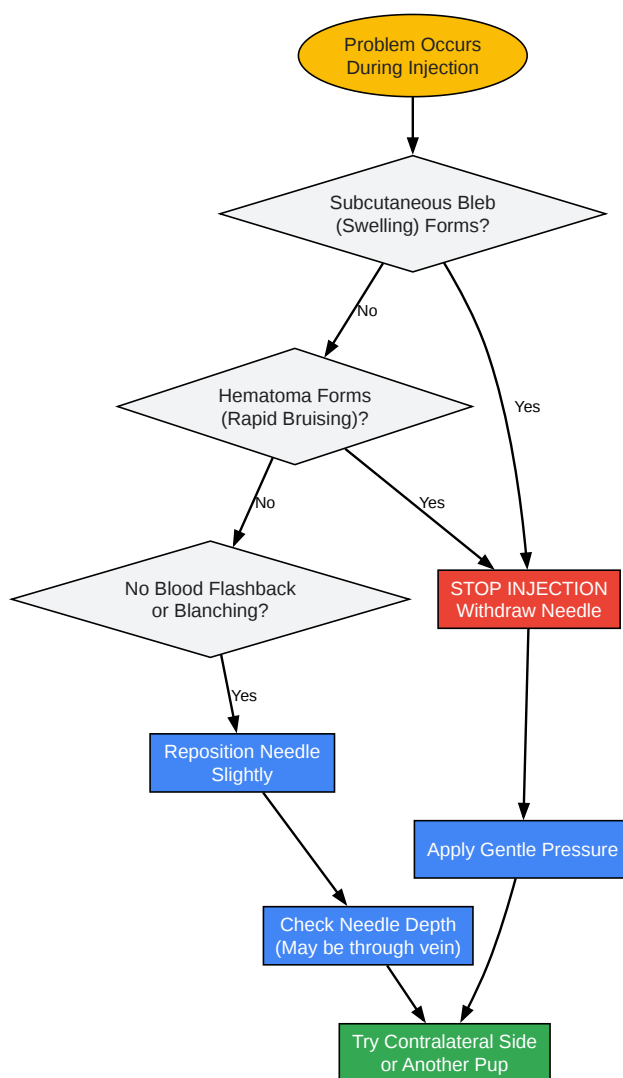 Problem Occurs
During Injection
Subcutaneous Bleb
(Swelling) Forms?
No
Hematoma Forms
(Rapid Bruising)?
Yes
No
Yes
No Blood Flashback
or Blanching?
STOP INJECTION
Withdraw Needle
Yes
Reposition Needle
Slightly
Apply Gentle Pressure
Check Needle Depth
(May be through vein)
Try Contralateral Side
or Another Pup